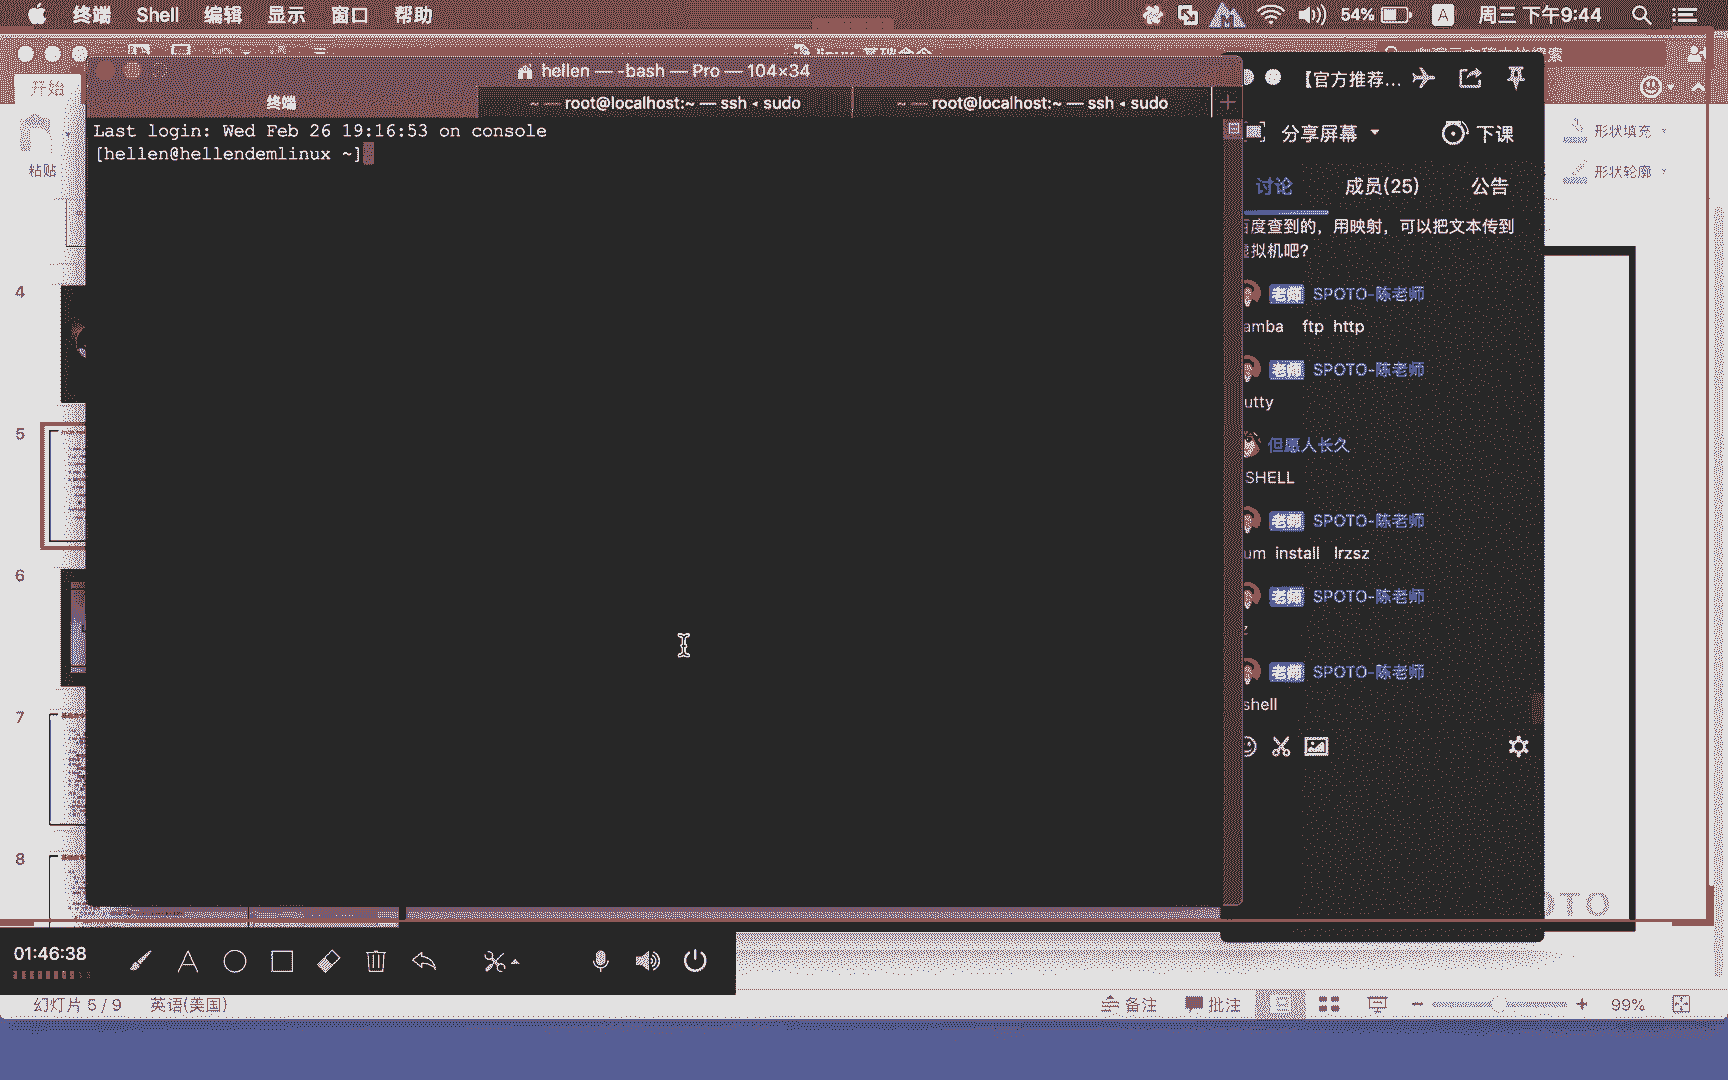 终端 Shell 编辑 显示 窗口 帮助
54% A 周三 下午9:44
开始
hellen — -bash — Pro — 104×34
【官方推荐...
终端
~ — root@localhost:~ — ssh ◂ sudo
~ — root@localhost:~ — ssh ◂ sudo
Last login: Wed Feb 26 19:16:53 on console
[hellen@hellendemlinux ~]
分享屏幕 下课
形状填充
粘贴
形状轮廓
讨论 成员(25) 公告
度查到的，用映射，可以把文本传到
拟机吧？
老师 SPOTO-陈老师
amba ftp http
老师 SPOTO-陈老师
utty
但愿人长久
SHELL
老师 SPOTO-陈老师
um install lrzsz
老师 SPOTO-陈老师
z
老师 SPOTO-陈老师
shell
4
5
6
7
8
OTO
01:46:38
幻灯片 5 / 9 英语(美国)
备注 批注 99%